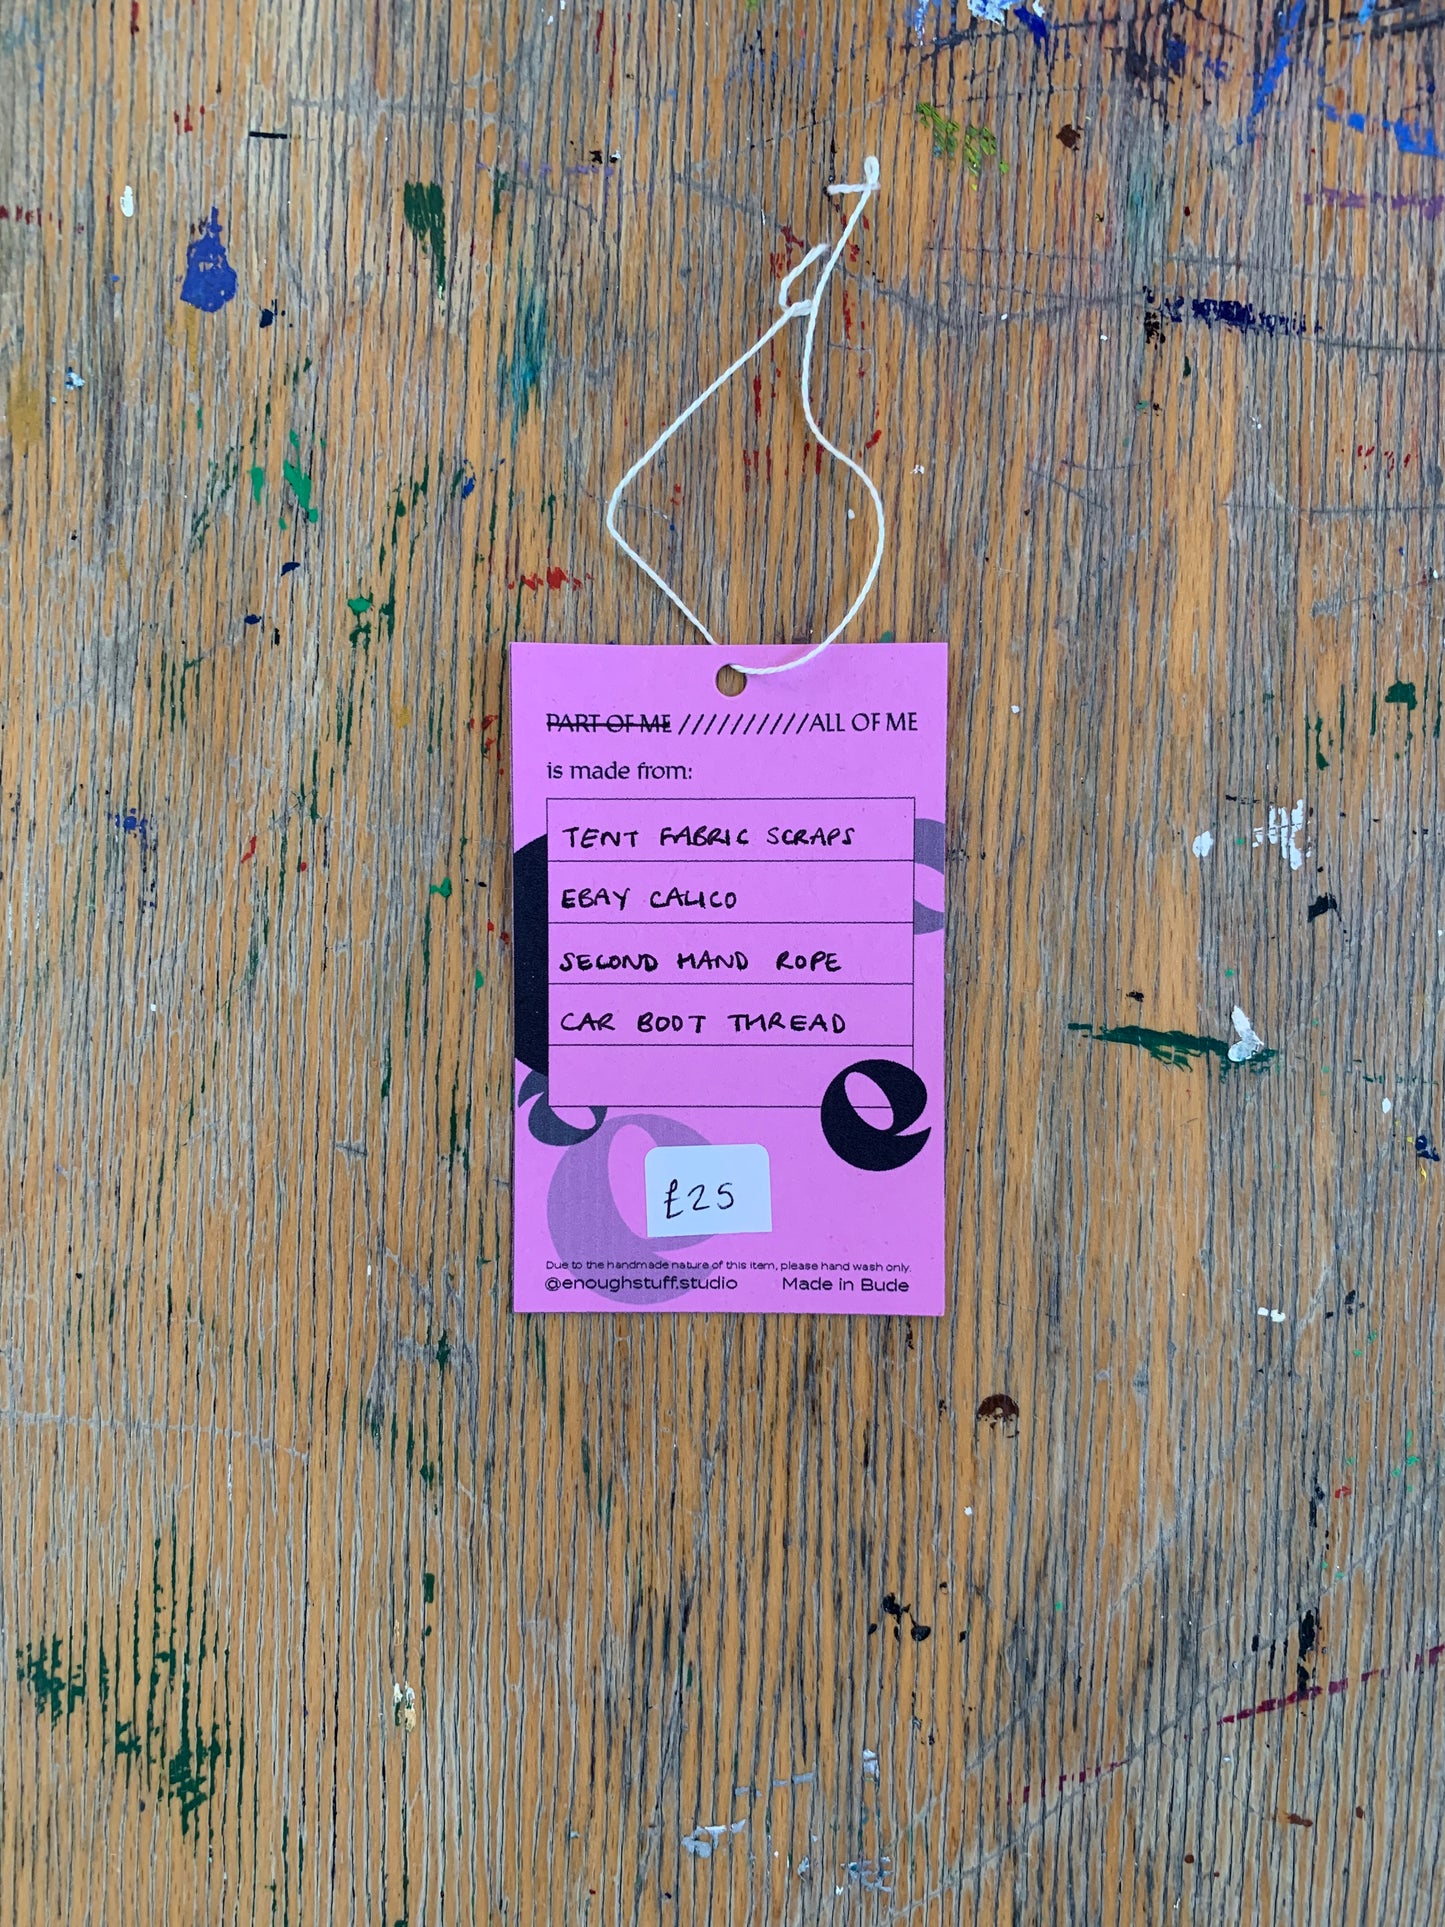 PART OF ME //////////ALL OF ME
is made from:
TENT FABRIC SCRAPS
EBAY CALICO
SECOND HAND ROPE
CAR BOOT THREAD
£25
Due to the handmade nature of this item, please hand wash only.
@enoughstuff.studio Made in Bude